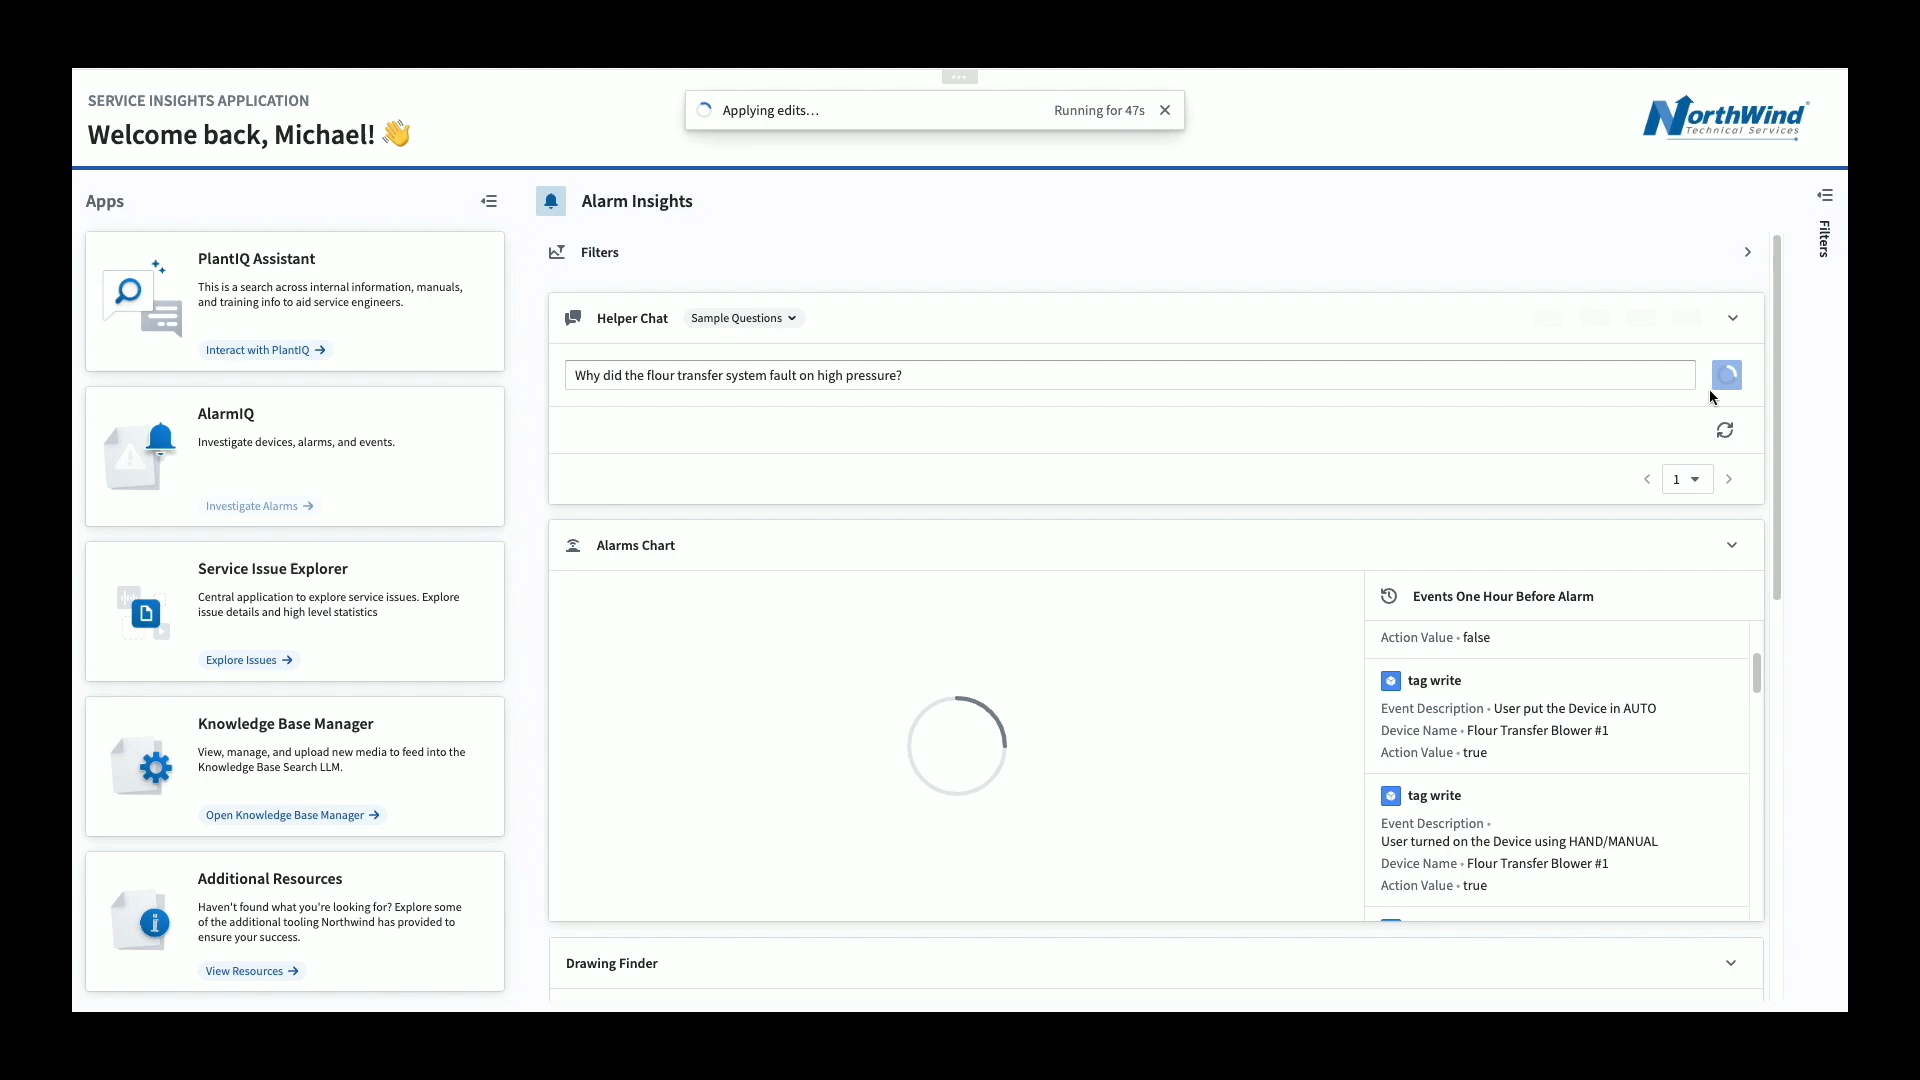 SERVICE INSIGHTS APPLICATION
Welcome back, Michael! 👋
Applying edits…
Running for 47s
NorthWind
Technical Services
Apps
PlantIQ Assistant
This is a search across internal information, manuals,
and training info to aid service engineers.
Interact with PlantIQ
AlarmIQ
Investigate devices, alarms, and events.
Investigate Alarms
Service Issue Explorer
Central application to explore service issues. Explore
issue details and high level statistics
Explore Issues
Knowledge Base Manager
View, manage, and upload new media to feed into the
Knowledge Base Search LLM.
Open Knowledge Base Manager
Additional Resources
Haven't found what you're looking for? Explore some
of the additional tooling Northwind has provided to
ensure your success.
View Resources
Alarm Insights
Filters
Helper Chat
Sample Questions
Why did the flour transfer system fault on high pressure?
1
Alarms Chart
Events One Hour Before Alarm
Action Value • false
tag write
Event Description • User put the Device in AUTO
Device Name • Flour Transfer Blower #1
Action Value • true
tag write
Event Description •
User turned on the Device using HAND/MANUAL
Device Name • Flour Transfer Blower #1
Action Value • true
Drawing Finder
Filters